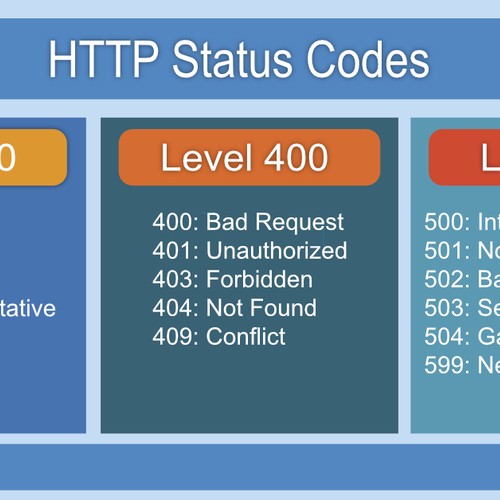 HTTP Status Codes
0
tative
Level 400
400: Bad Request
401: Unauthorized
403: Forbidden
404: Not Found
409: Conflict
L
500: Int
501: No
502: Ba
503: Se
504: Ga
599: Ne